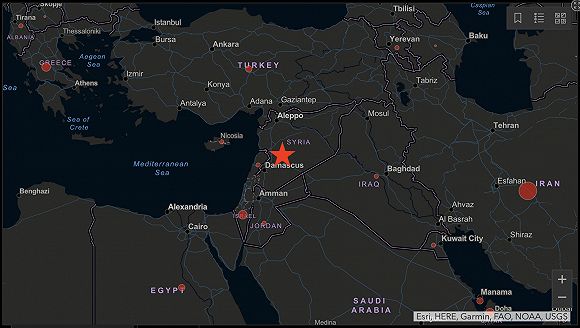 Skopje
Tirana
ALBANIA
Thessaloniki
Istanbul
Bursa
Tbilisi
Caspian
Sea
Yerevan
Baku
GREECE
Aegean
Sea
Ankara
TURKEY
Izmir
Athens
Konya
Tabriz
Sea
Antalya
Adana
Gaziantep
Aleppo
Mosul
Sea of
Crete
Tehran
Nicosia
SYRIA
Mediterranean
Sea
Damascus
Baghdad
IRAQ
Esfahan
IRAN
Benghazi
Amman
Ahvaz
Alexandria
ISRAEL
JORDAN
Al Basrah
Cairo
Kuwait City
Shiraz
EGYPT
SAUDI
ARABIA
Manama
Doha
Dubai
Medina
+
−
Esri, HERE, Garmin, FAO, NOAA, USGS